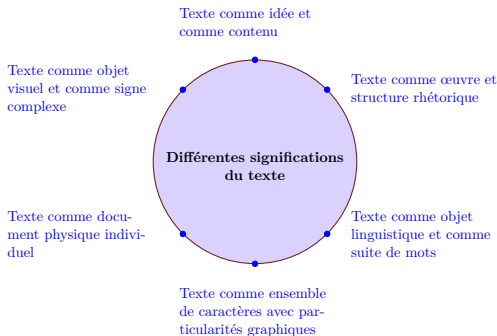 Texte comme idée et
comme contenu
Texte comme objet
visuel et comme signe
complexe
Texte comme œuvre et
structure rhétorique
Différentes significations
du texte
Texte comme docu-
ment physique indivi-
duel
Texte comme objet
linguistique et comme
suite de mots
Texte comme ensemble
de caractères avec par-
ticularités graphiques